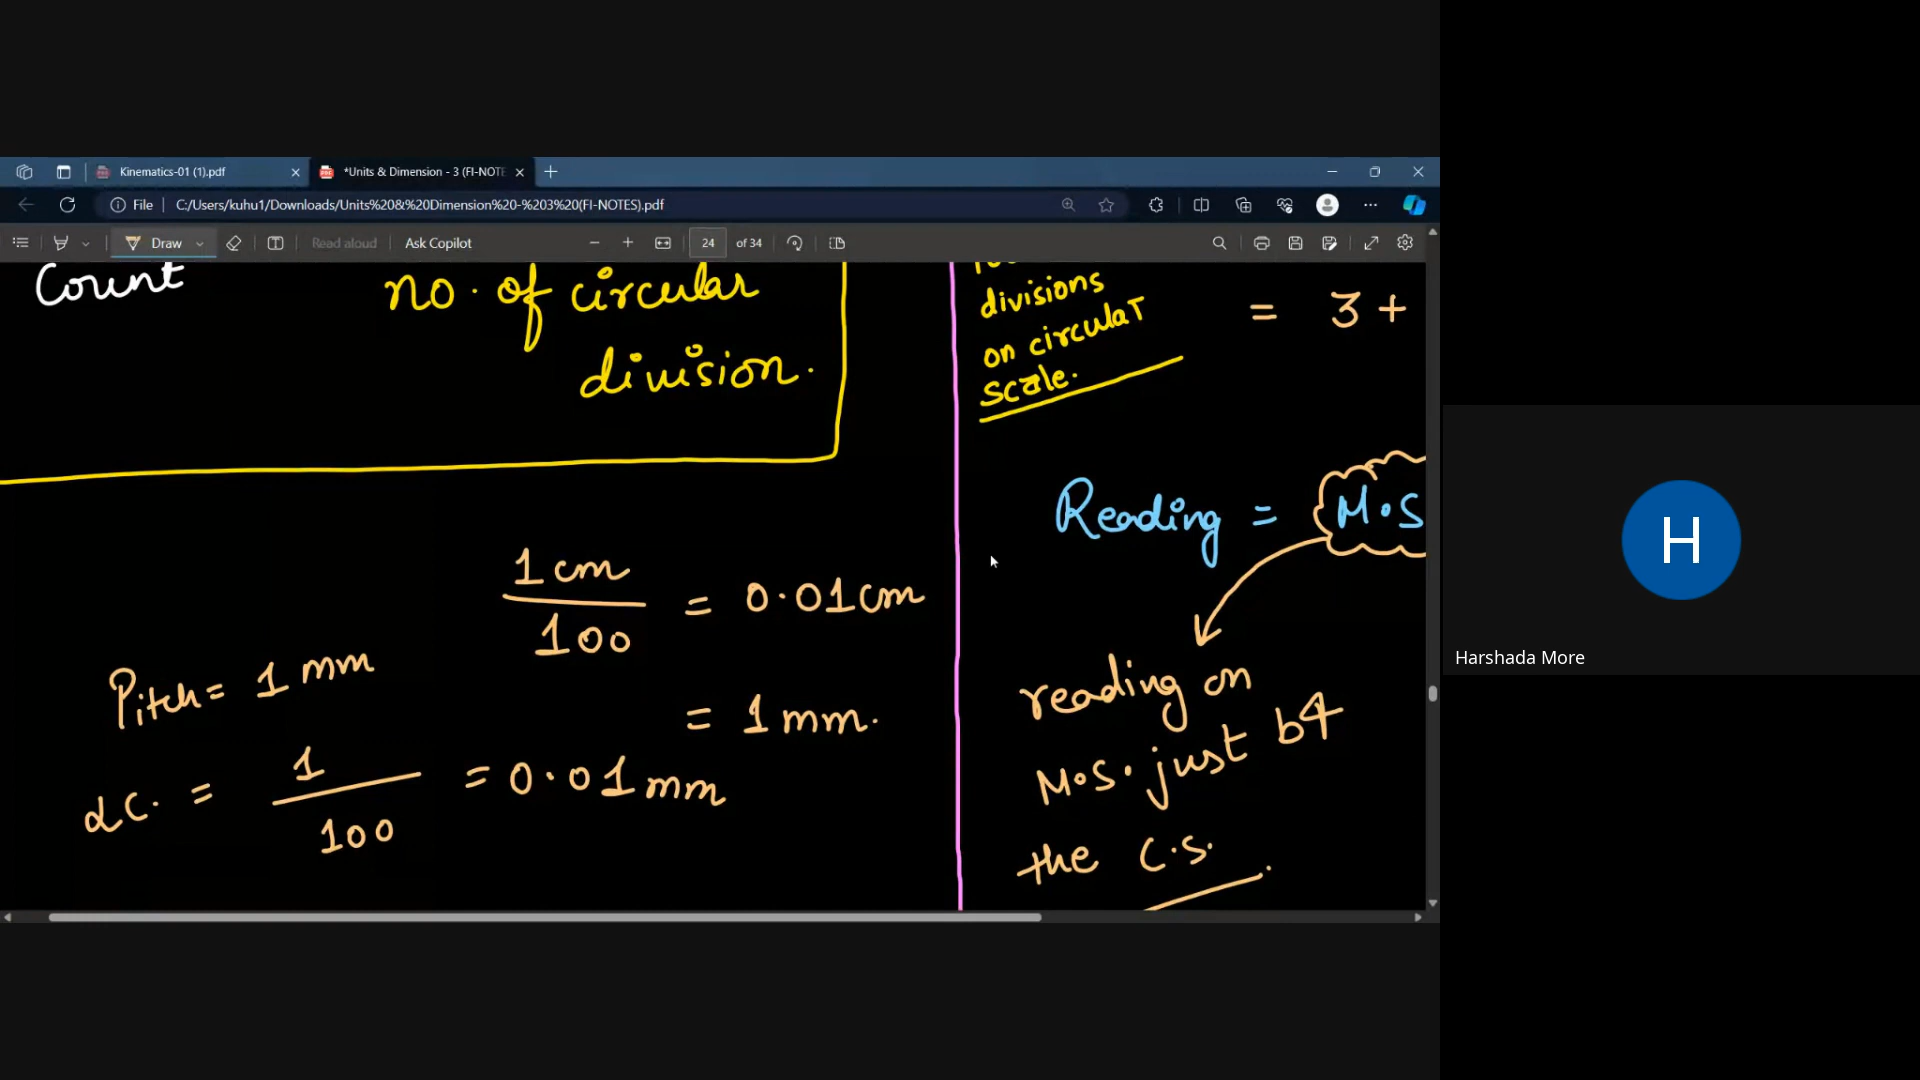 Kinematics-01 (1).pdf
*Units & Dimension - 3 (FI-NOTE
File
C:/Users/kuhu1/Downloads/Units%20&%20Dimension%20-%203%20(FI-NOTES).pdf
Draw
Read aloud
Ask Copilot
24 of 34
Count
no. of circular
division.
1 cm
100
= 0.01cm
= 1 mm.
Pitch = 1 mm
LC. = 1
100
= 0.01 mm
divisions
on circular
scale.
= 3 +
Reading = M.S
reading on
M.S. just b4
the C.S.
H
Harshada More